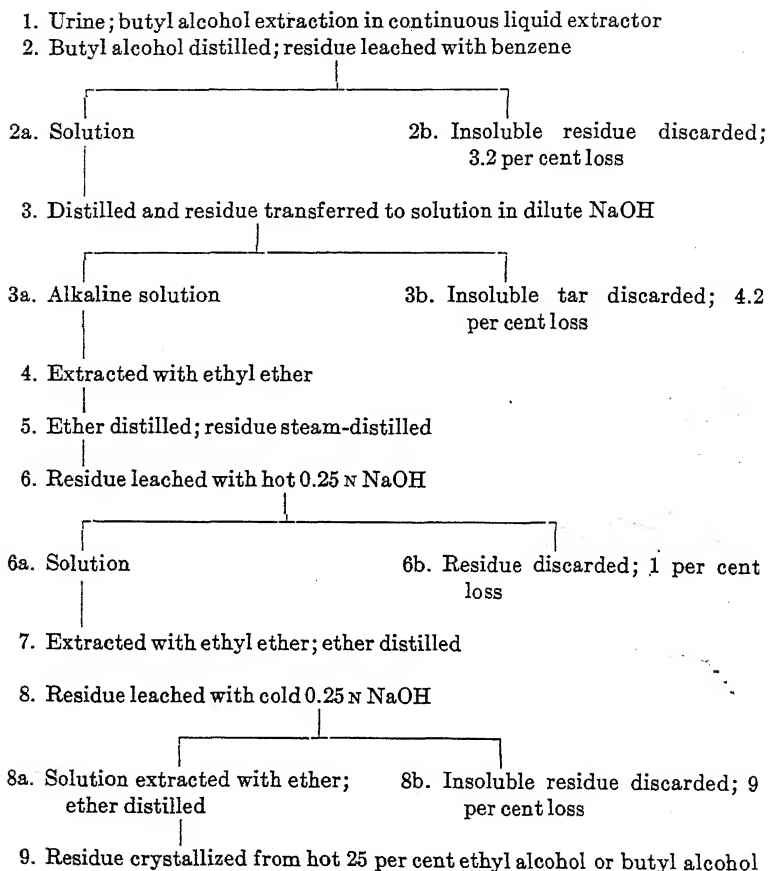 1. Urine; butyl alcohol extraction in continuous liquid extractor
2. Butyl alcohol distilled; residue leached with benzene
2a. Solution
2b. Insoluble residue discarded;
3.2 per cent loss
3. Distilled and residue transferred to solution in dilute NaOH
3a. Alkaline solution
3b. Insoluble tar discarded; 4.2
per cent loss
4. Extracted with ethyl ether
5. Ether distilled; residue steam-distilled
6. Residue leached with hot 0.25 N NaOH
6a. Solution
6b. Residue discarded; 1 per cent
loss
7. Extracted with ethyl ether; ether distilled
8. Residue leached with cold 0.25 N NaOH
8a. Solution extracted with ether;
ether distilled
8b. Insoluble residue discarded; 9
per cent loss
9. Residue crystallized from hot 25 per cent ethyl alcohol or butyl alcohol